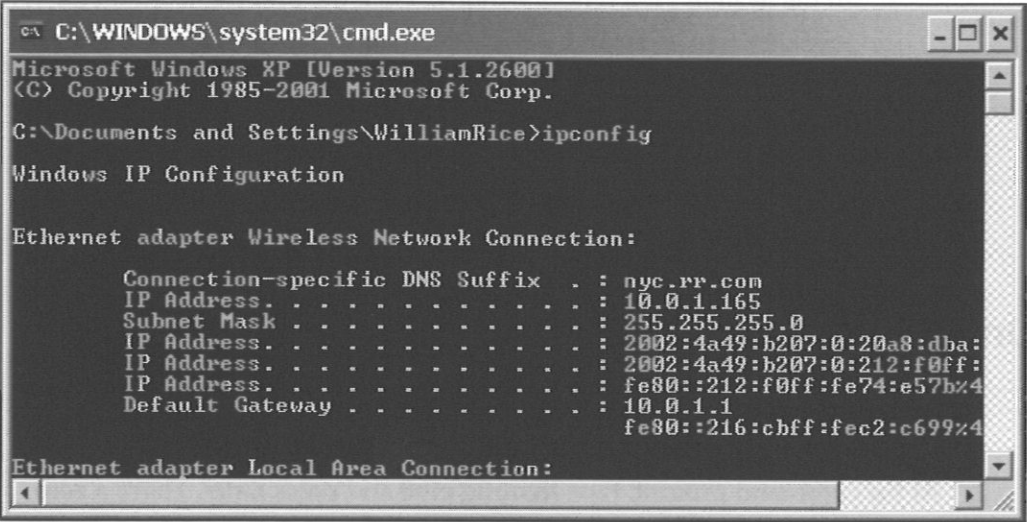 C:\WINDOWS\system32\cmd.exe
Microsoft Windows XP [Version 5.1.2600]
(C) Copyright 1985-2001 Microsoft Corp.
C:\Documents and Settings\WilliamRice>ipconfig
Windows IP Configuration
Ethernet adapter Wireless Network Connection:
Connection-specific DNS Suffix . : nyc.rr.com
IP Address. . . . . . . . . . . . : 10.0.1.165
Subnet Mask . . . . . . . . . . . : 255.255.255.0
IP Address. . . . . . . . . . . . : 2002:4a49:b207:0:20a8:dba:
IP Address. . . . . . . . . . . . : 2002:4a49:b207:0:212:f0ff:
IP Address. . . . . . . . . . . . : fe80::212:f0ff:fe74:e57b%4
Default Gateway . . . . . . . . . : 10.0.1.1
fe80::216:cbff:fec2:c699%4
Ethernet adapter Local Area Connection: